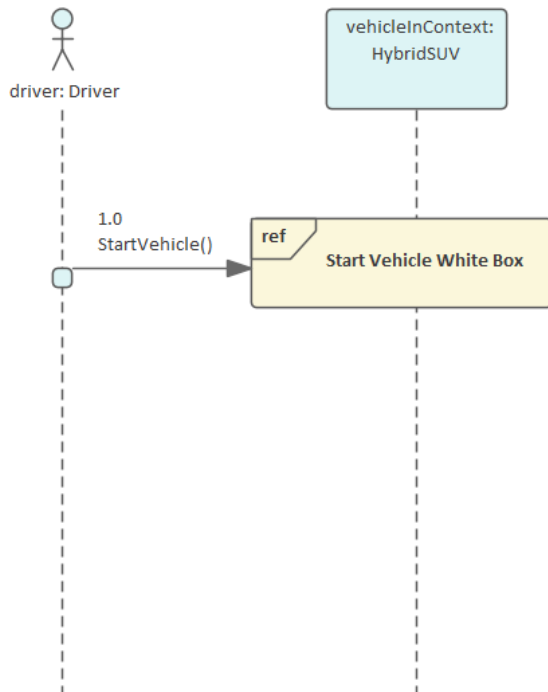 vehicleInContext:
HybridSUV
driver: Driver
1.0
StartVehicle()
ref
Start Vehicle White Box